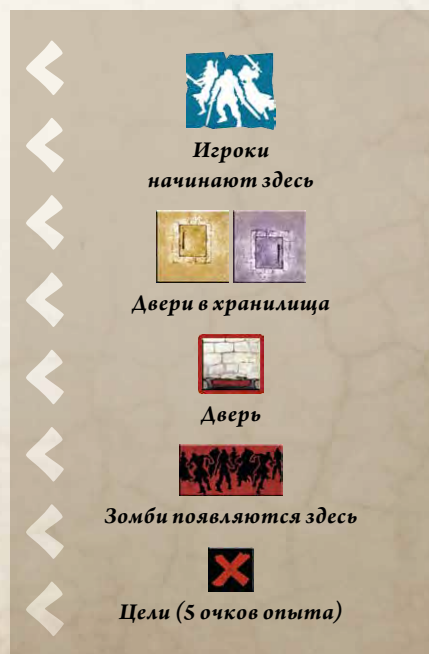 Игроки
начинают здесь
Двери в хранилища
Дверь
Зомби появляются здесь
Цели (5 очков опыта)